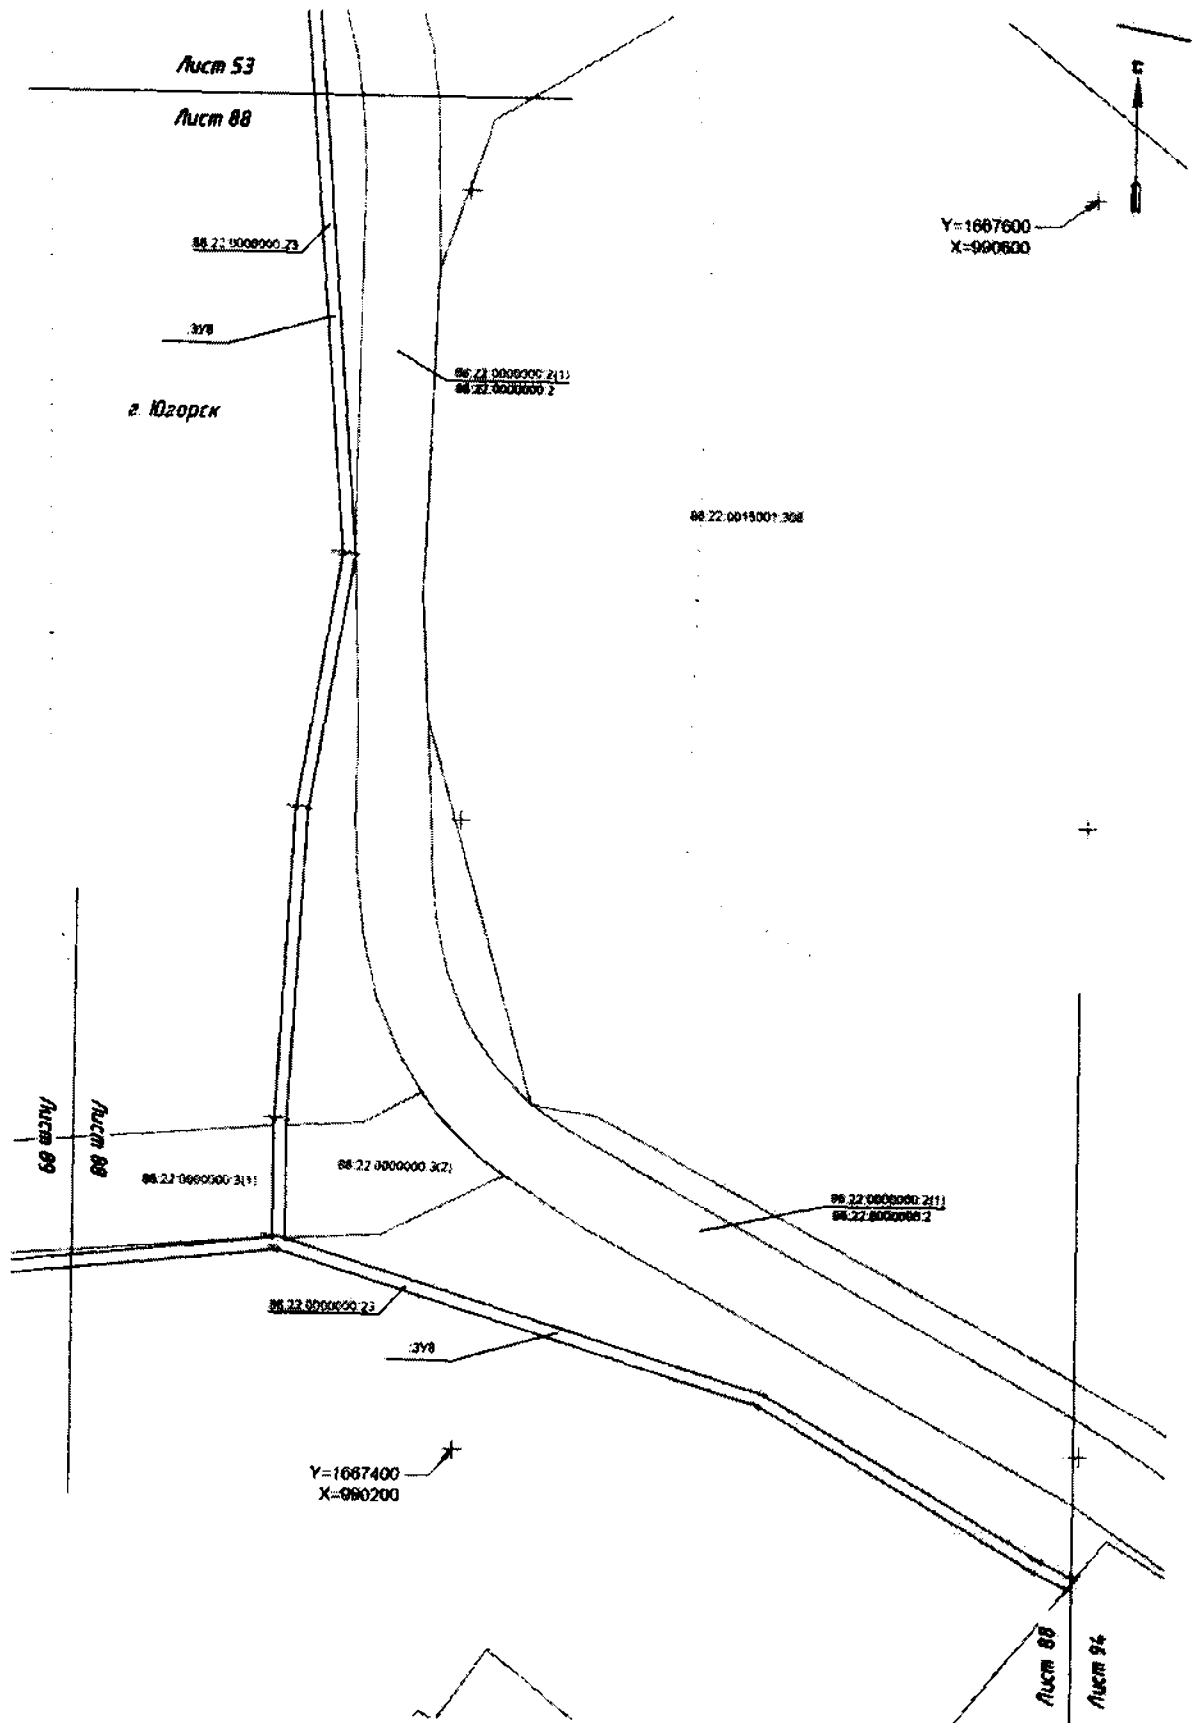 Лист 53
Лист 88
С
Y=1667600
X=990600
86:22:0000000:23
:ЗУ8
86:22:0000000:2(1)
86:22:0000000:2
г. Югорск
86:22:0015001:308
Лист 89
Лист 88
86:22:0000000:3(1)
86:22:0000000:3(2)
86:22:0000000:2(1)
86:22:0000000:2
86:22:0000000:23
:ЗУ8
Y=1667400
X=990200
Лист 88
Лист 94